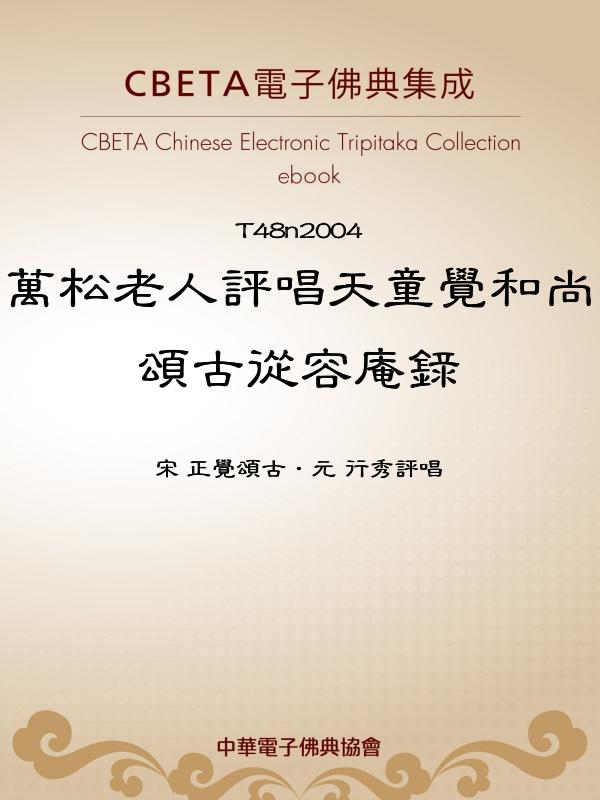 CBETA電子佛典集成
CBETA Chinese Electronic Tripitaka Collection
ebook
T48n2004
萬松老人評唱天童覺和尚
頌古從容庵錄
宋 正覺頌古．元 行秀評唱
中華電子佛典協會